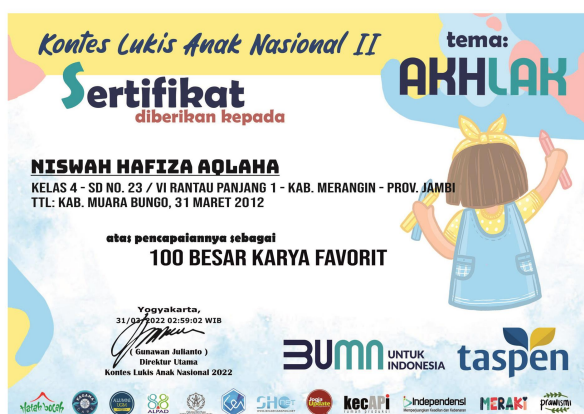 Kontes Lukis Anak Nasional II
tema:
AKHLAK
Sertifikat
diberikan kepada
NISWAH HAFIZA AQLAHA
KELAS 4 - SD NO. 23 / VI RANTAU PANJANG 1 - KAB. MERANGIN - PROV. JAMBI
TTL: KAB. MUARA BUNGO, 31 MARET 2012
atas pencapaiannya sebagai
100 BESAR KARYA FAVORIT
Yogyakarta,
31/03/2022 02:59:02 WIB
( Gunawan Julianto )
Direktur Utama
Kontes Lukis Anak Nasional 2022
BUMN UNTUK INDONESIA
taspen
kecAPi
Independensi
MERAKi
prawismi